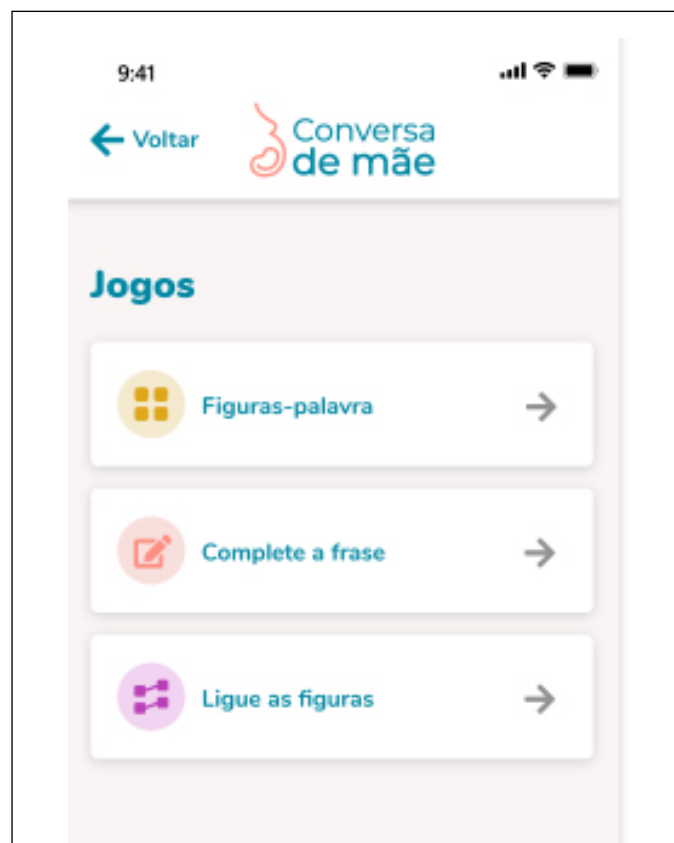 9:41
Voltar
Conversa
de mãe
Jogos
Figuras-palavra
Complete a frase
Ligue as figuras